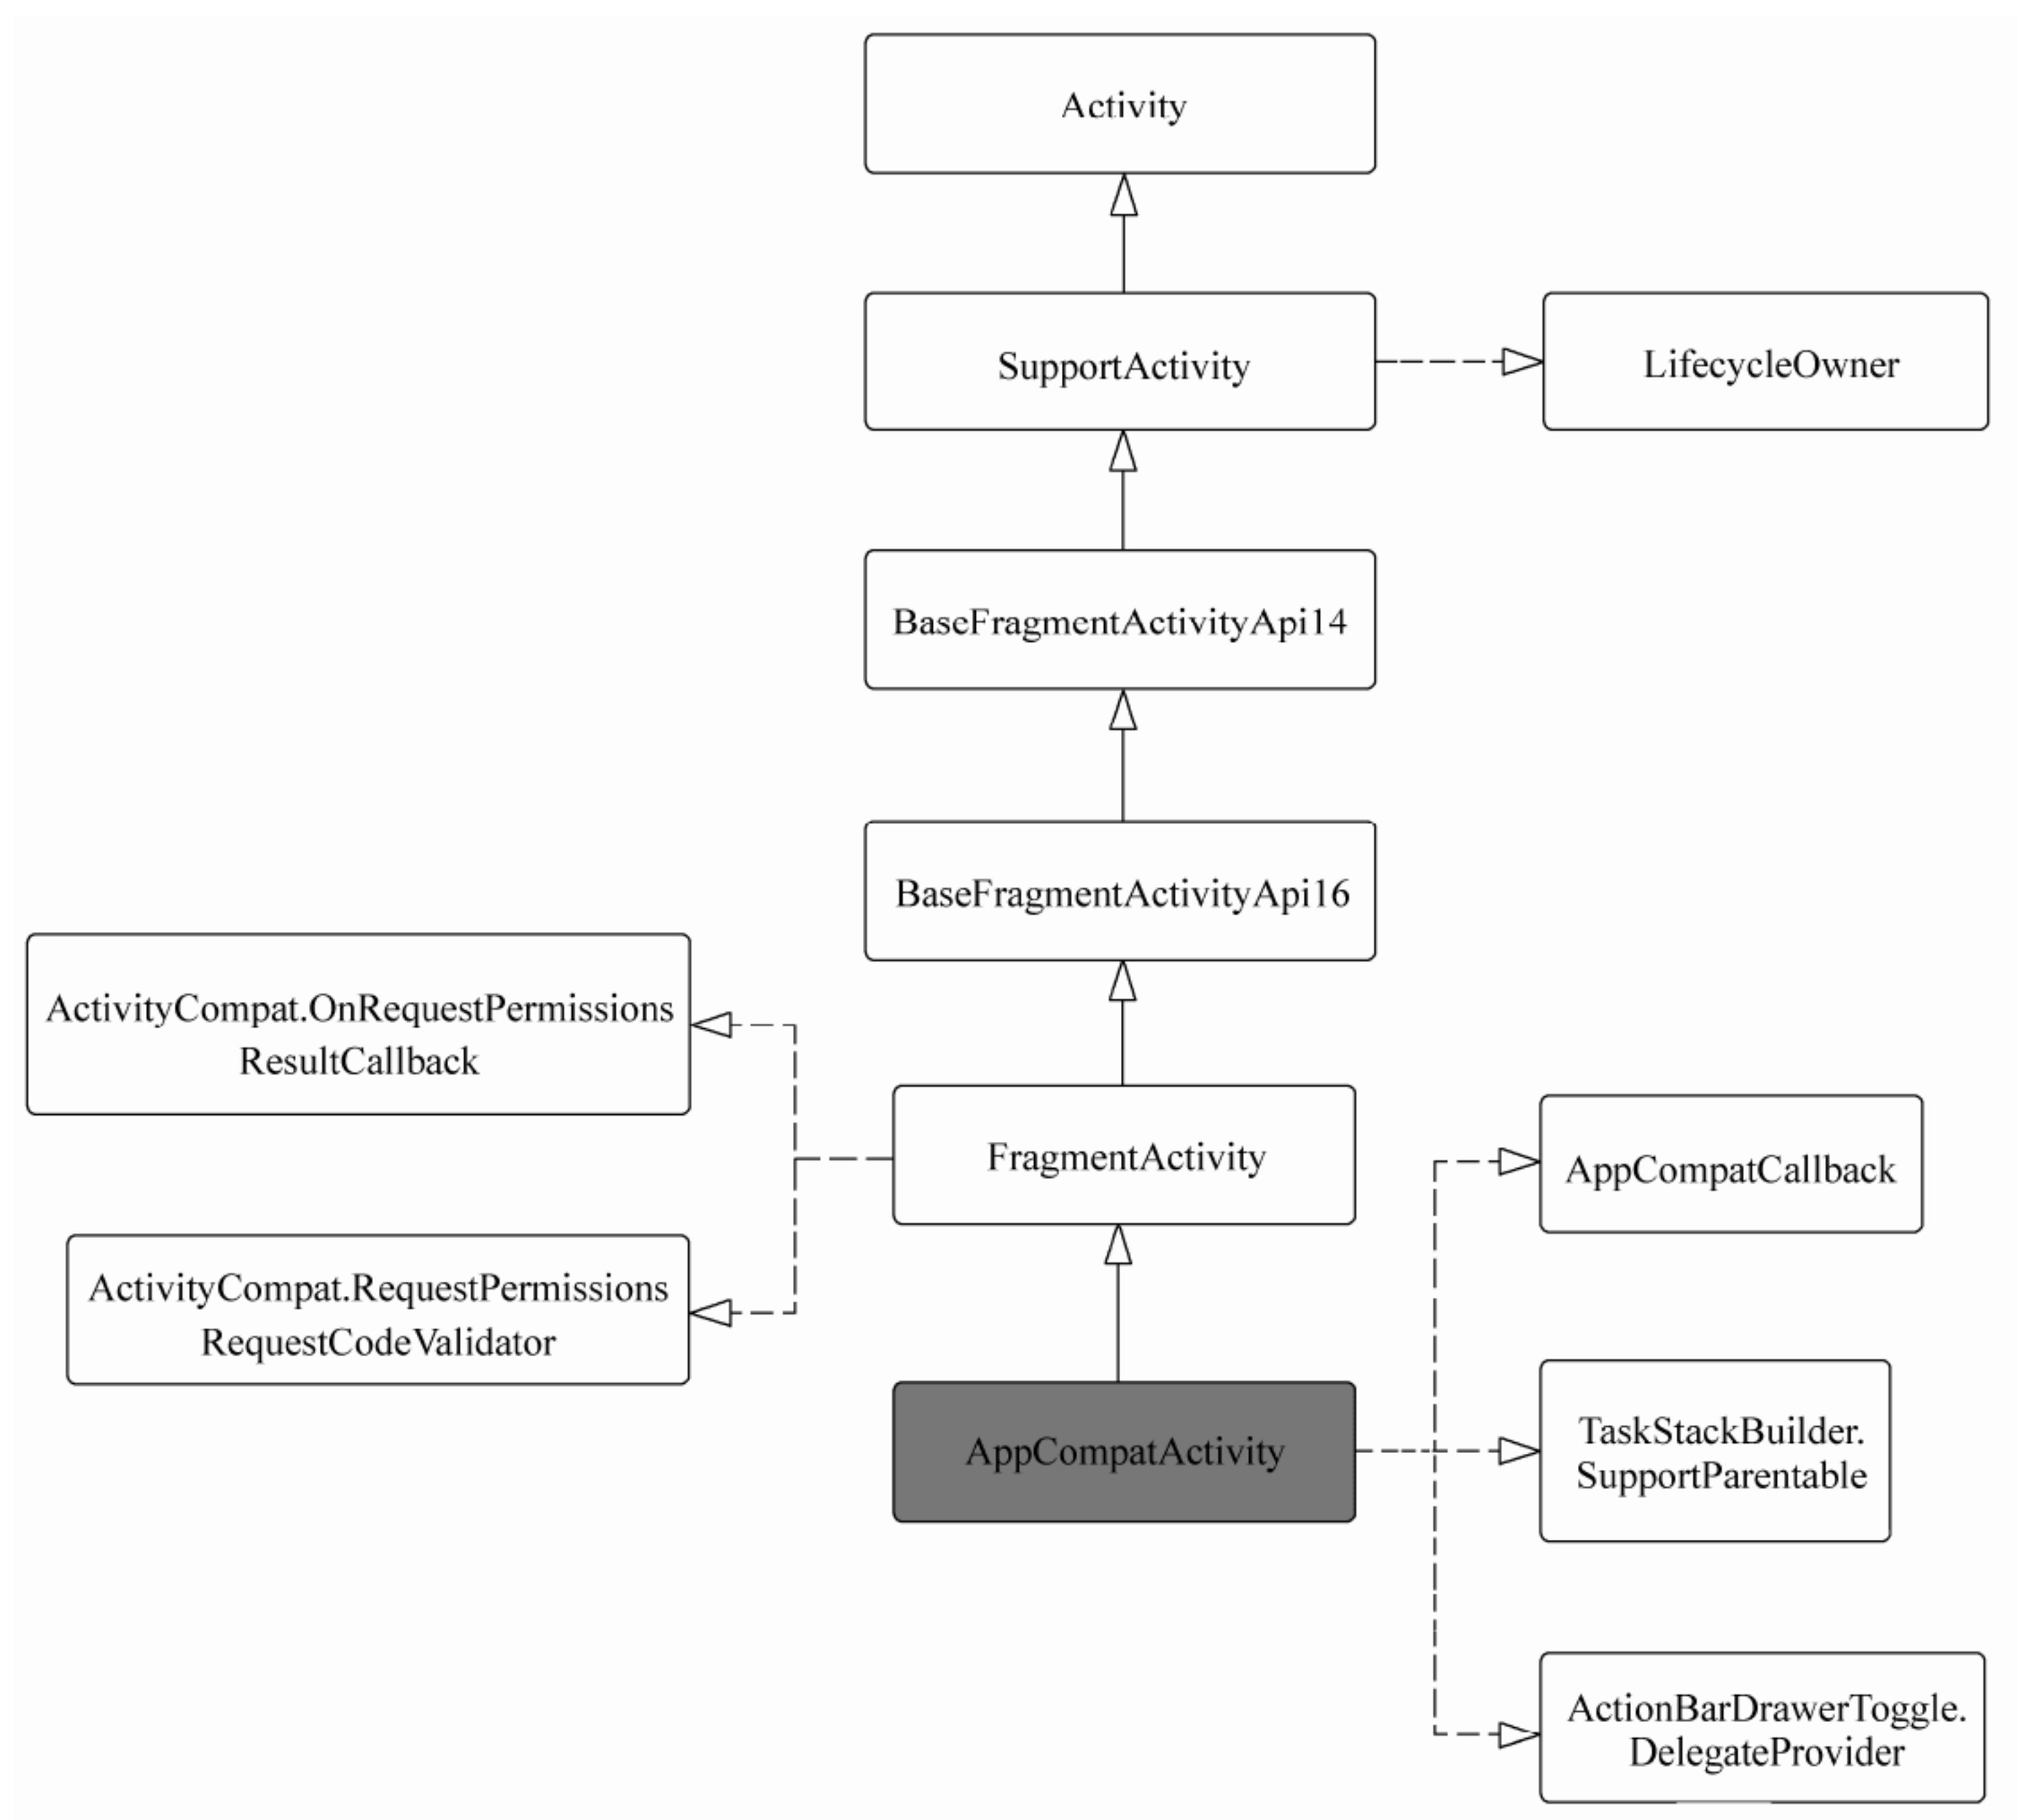 Activity
SupportActivity
LifecycleOwner
BaseFragmentActivityApi14
BaseFragmentActivityApi16
ActivityCompat.OnRequestPermissions
ResultCallback
FragmentActivity
AppCompatCallback
ActivityCompat.RequestPermissions
RequestCodeValidator
AppCompatActivity
TaskStackBuilder.
SupportParentable
ActionBarDrawerToggle.
DelegateProvider